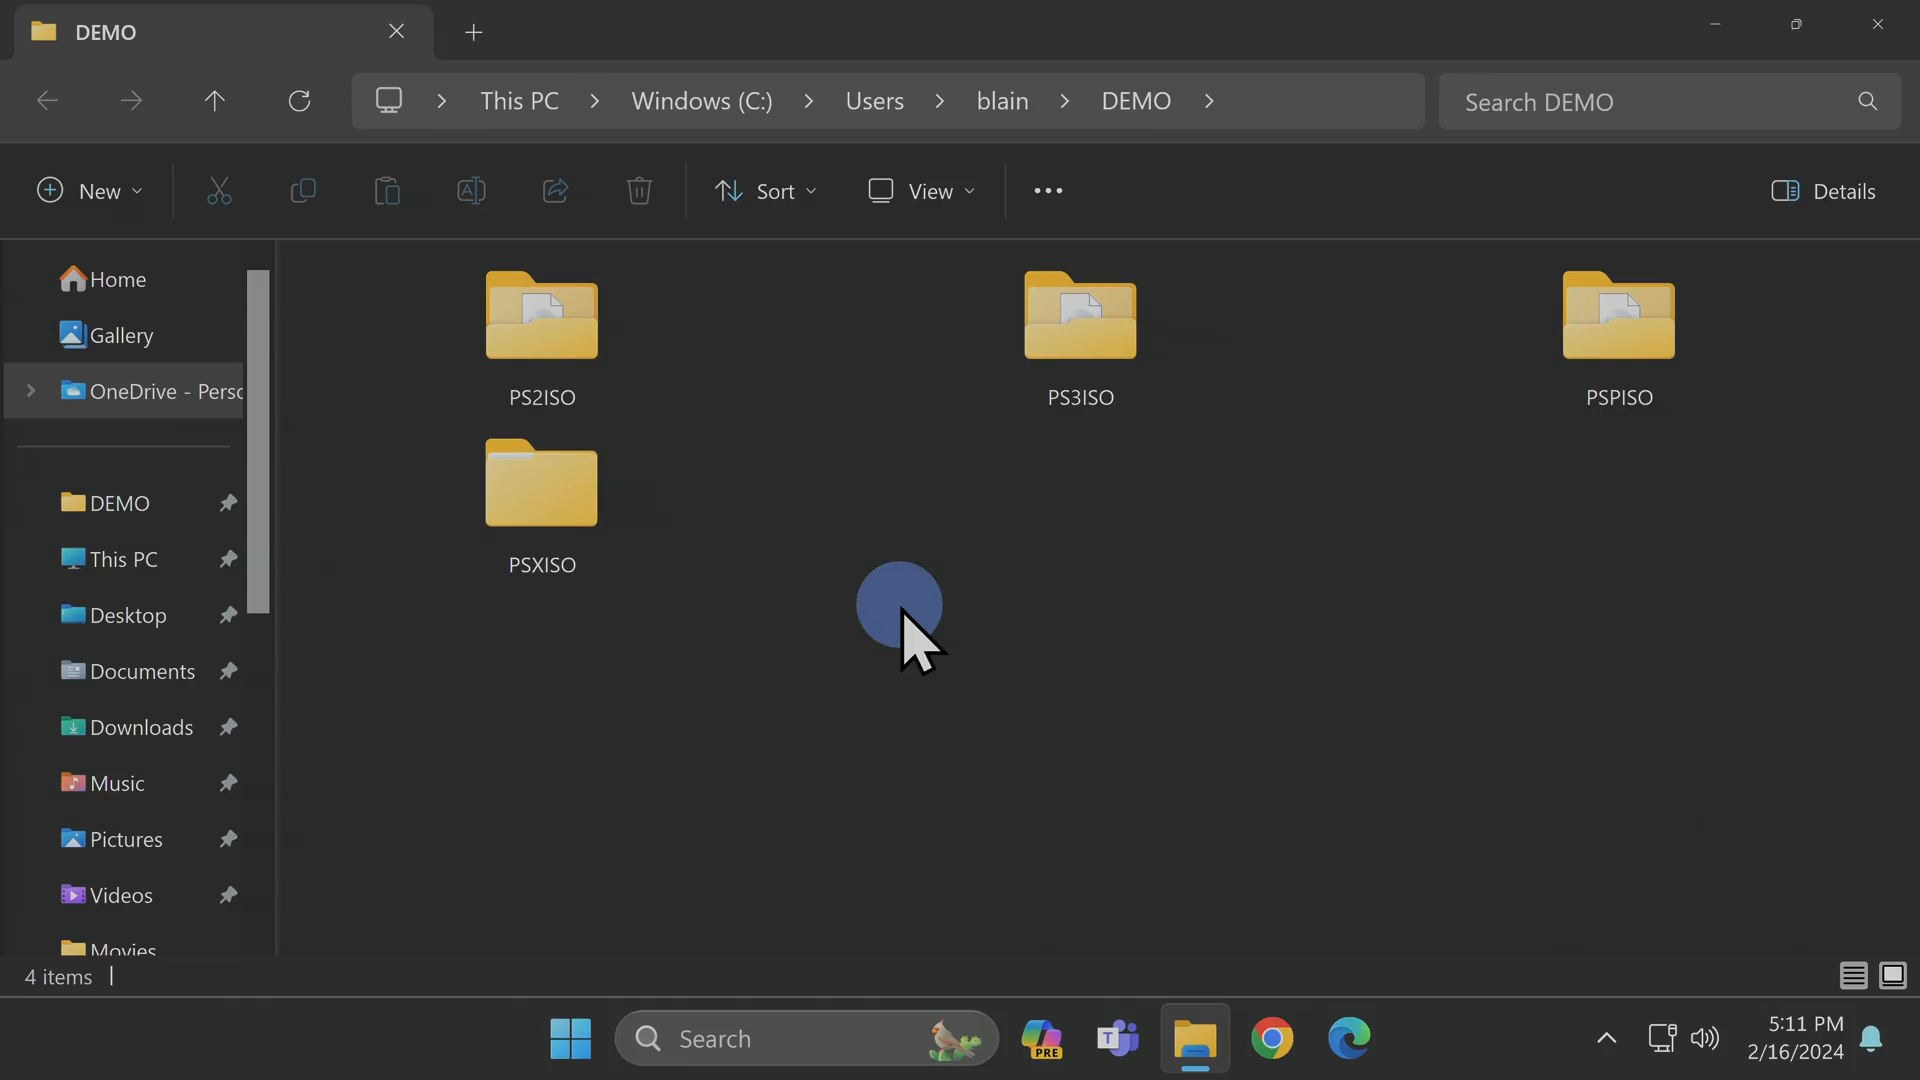 DEMO
This PC
Windows (C:)
Users
blain
DEMO
Search DEMO
New
Sort
View
Details
Home
Gallery
OneDrive - Perso
DEMO
This PC
Desktop
Documents
Downloads
Music
Pictures
Videos
Movies
PS2ISO
PS3ISO
PSPISO
PSXISO
4 items
Search
PRE
T
5:11 PM
2/16/2024